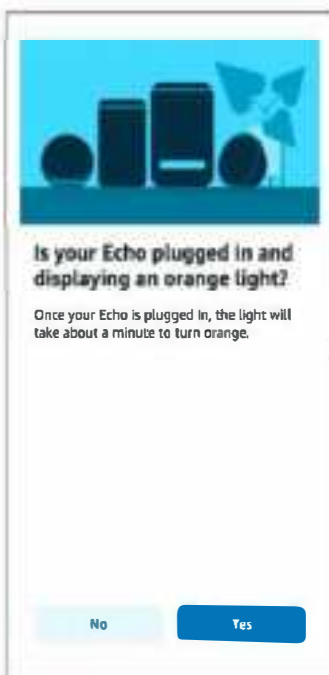 Is your Echo plugged in and
displaying an orange light?
Once your Echo is plugged in, the light will
take about a minute to turn orange.
No
Yes